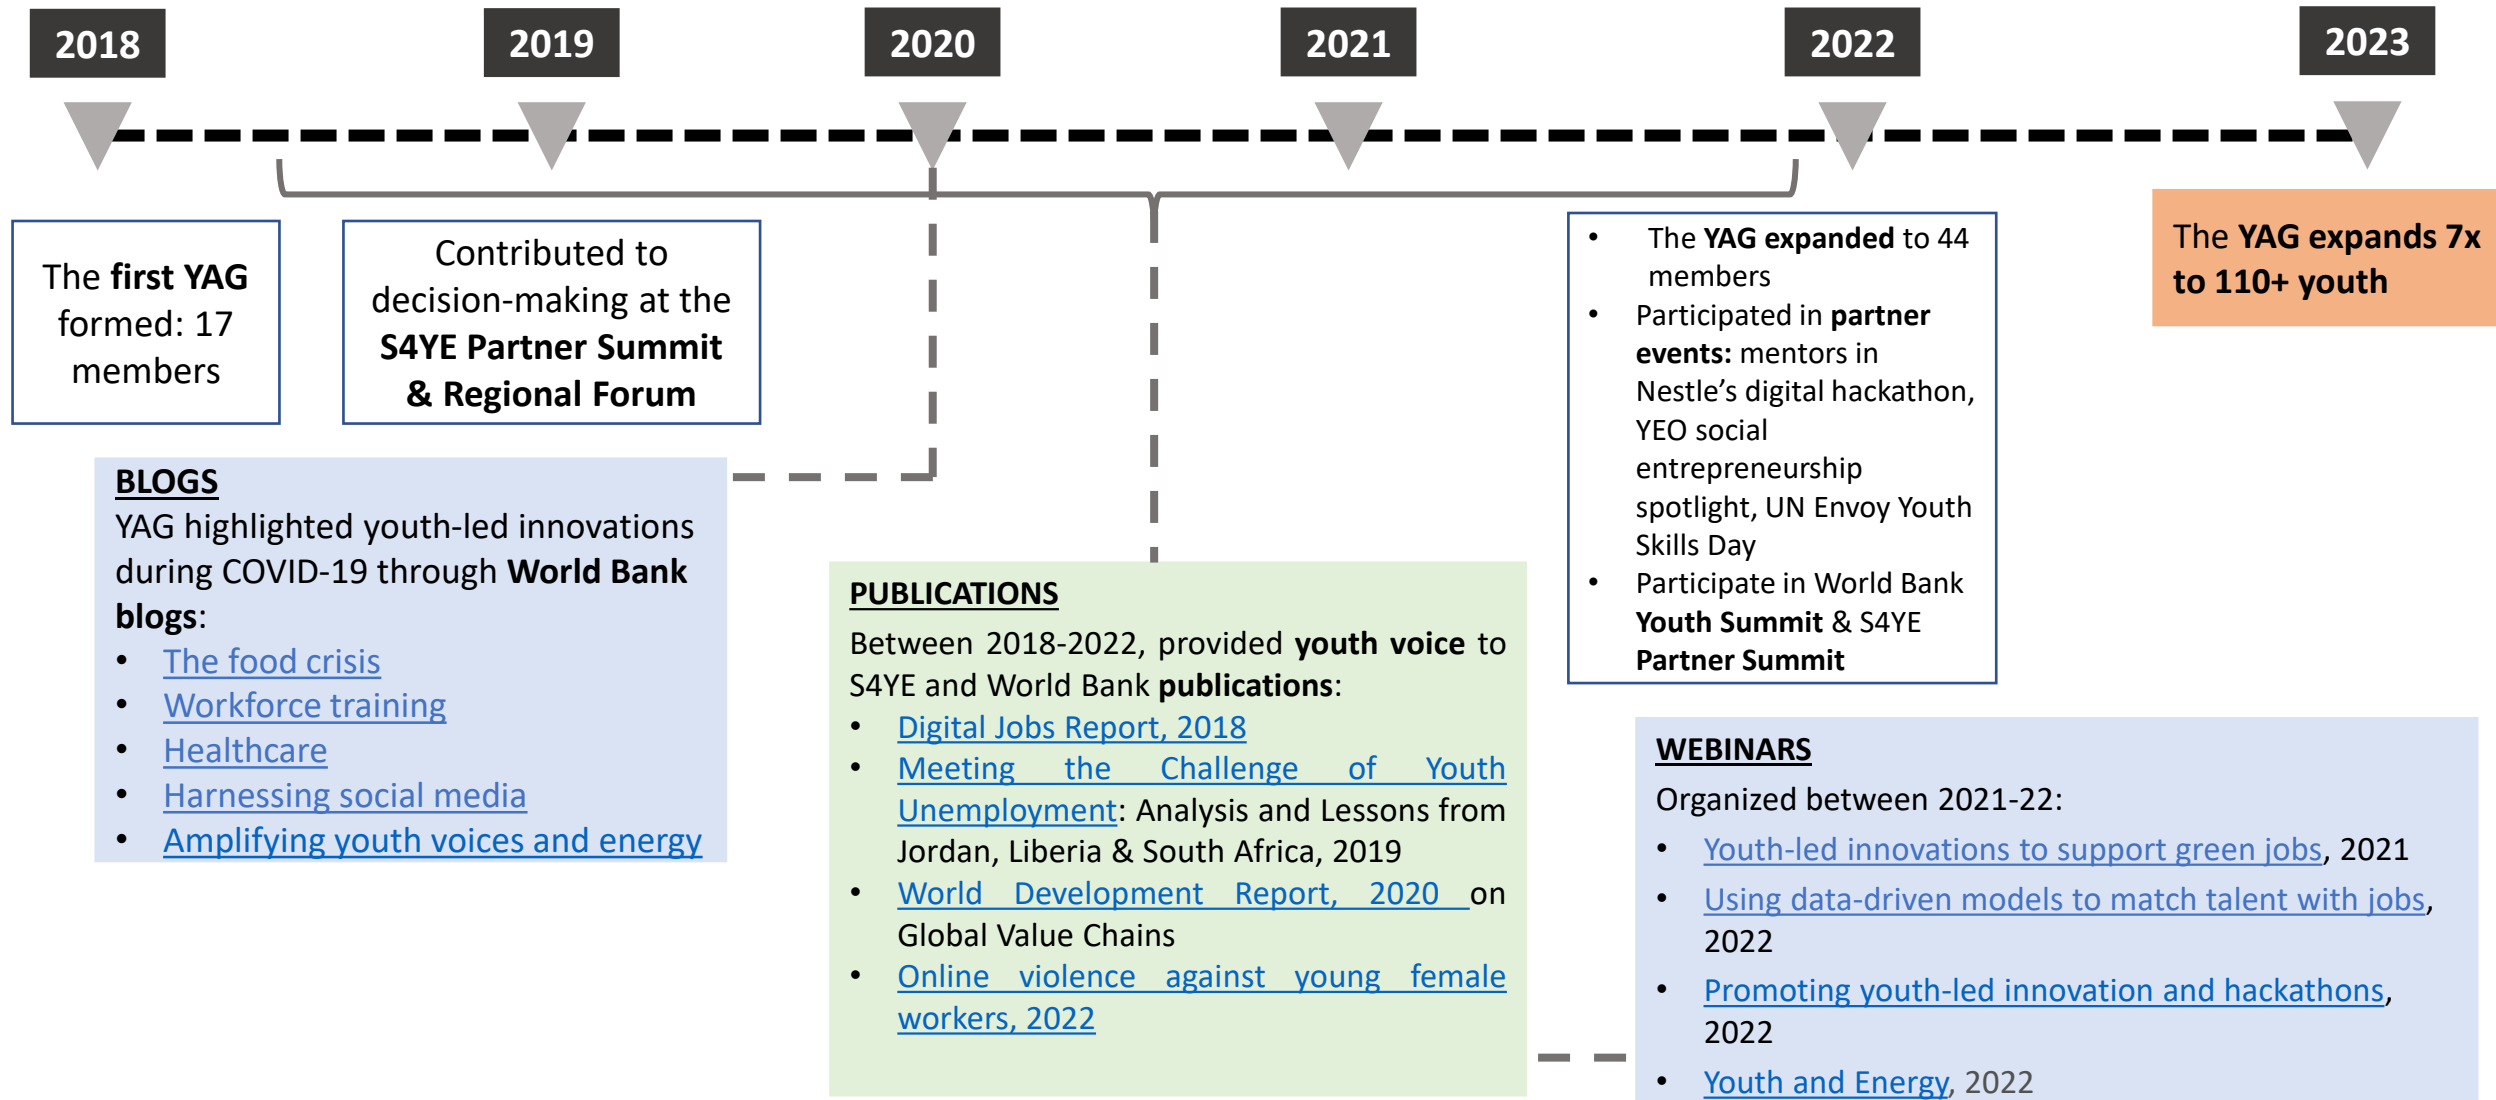 2018
2019
2020
2021
2022
2023
The first YAG
formed: 17
members
Contributed to
decision-making at the
S4YE Partner Summit
& Regional Forum
• The YAG expanded to 44
members
• Participated in partner
events: mentors in
Nestle's digital hackathon,
YEO social
entrepreneurship
spotlight, UN Envoy Youth
Skills Day
• Participate in World Bank
Youth Summit & S4YE
Partner Summit
The YAG expands 7x
to 110+ youth
BLOGS
YAG highlighted youth-led innovations
during COVID-19 through World Bank
blogs:
• The food crisis
• Workforce training
• Healthcare
• Harnessing social media
• Amplifying youth voices and energy
PUBLICATIONS
Between 2018-2022, provided youth voice to
S4YE and World Bank publications:
• Digital Jobs Report, 2018
• Meeting the Challenge of Youth
Unemployment: Analysis and Lessons from
Jordan, Liberia & South Africa, 2019
• World Development Report, 2020 on
Global Value Chains
• Online violence against young female
workers, 2022
WEBINARS
Organized between 2021-22:
• Youth-led innovations to support green jobs, 2021
• Using data-driven models to match talent with jobs,
2022
• Promoting youth-led innovation and hackathons,
2022
• Youth and Energy, 2022